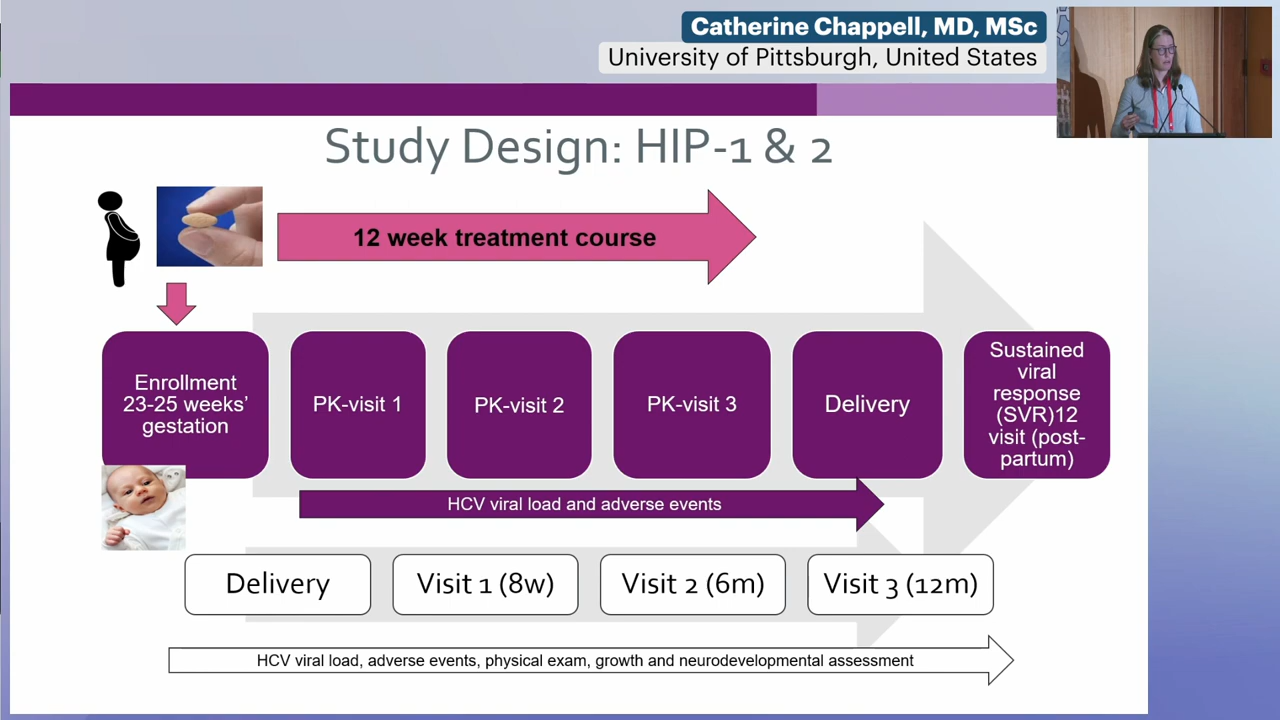 Catherine Chappell, MD, MSc
University of Pittsburgh, United States
Study Design: HIP-1 & 2
12 week treatment course
Enrollment
23-25 weeks'
gestation
PK-visit 1
PK-visit 2
PK-visit 3
Delivery
Sustained
viral
response
(SVR)12
visit (post-
partum)
HCV viral load and adverse events
Delivery
Visit 1 (8w)
Visit 2 (6m)
Visit 3 (12m)
HCV viral load, adverse events, physical exam, growth and neurodevelopmental assessment